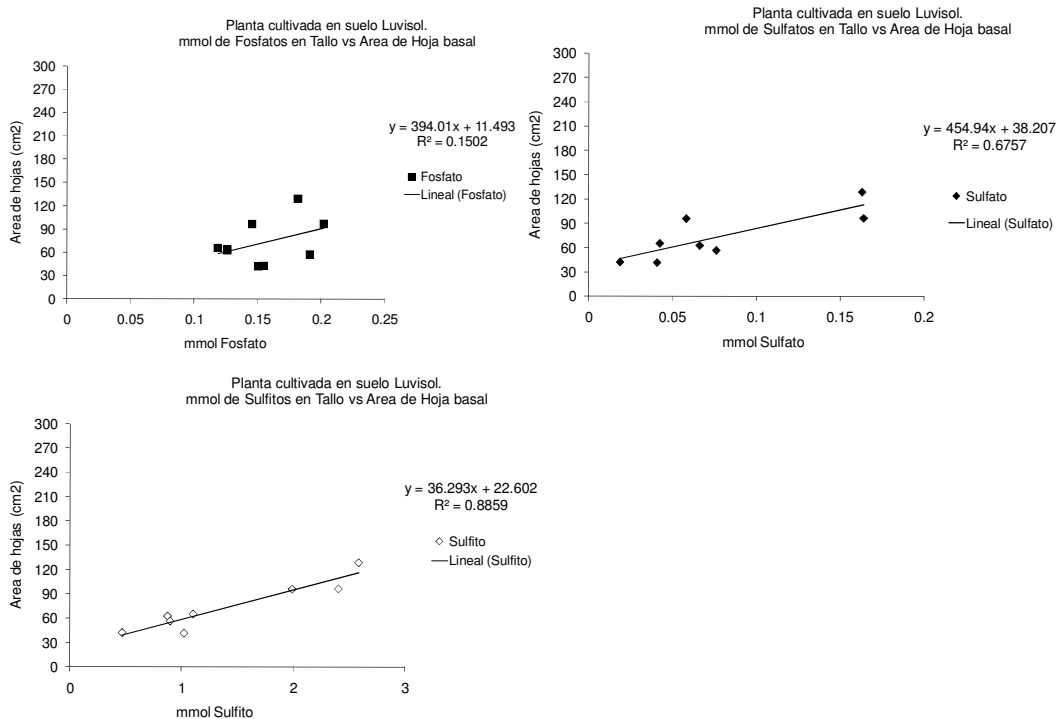 Planta cultivada en suelo Luvisol.
mmol de Fosfatos en Tallo vs Area de Hoja basal
300
270
240
210
180
150
120
90
60
30
0
Area de hojas (cm2)
0
0.05
0.1
0.15
0.2
0.25
mmol Fosfato
y = 394.01x + 11.493
R² = 0.1502
Fosfato
Lineal (Fosfato)
Planta cultivada en suelo Luvisol.
mmol de Sulfatos en Tallo vs Area de Hoja basal
300
270
240
210
180
150
120
90
60
30
0
Area de hojas (cm2)
0
0.05
0.1
0.15
0.2
mmol Sulfato
y = 454.94x + 38.207
R² = 0.6757
Sulfato
Lineal (Sulfato)
Planta cultivada en suelo Luvisol.
mmol de Sulfitos en Tallo vs Area de Hoja basal
300
270
240
210
180
150
120
90
60
30
0
Area de hojas (cm2)
0
1
2
3
mmol Sulfito
y = 36.293x + 22.602
R² = 0.8859
Sulfito
Lineal (Sulfito)